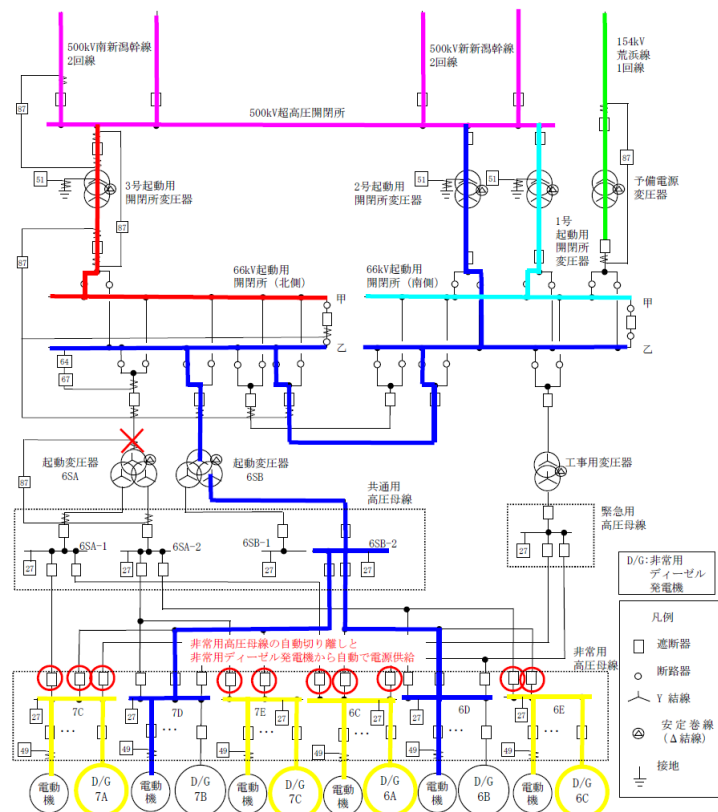 500kV南新潟幹線
2回線
500kV新新潟幹線
2回線
154kV
荒浜線
1回線
87
500kV超高圧開閉所
87
51
3号起動用
開閉所変圧器
87
51
2号起動用
開閉所変圧器
51
1号
起動用
開閉所
変圧器
87
予備電源
変圧器
87
66kV起動用
開閉所（北側）
甲
乙
66kV起動用
開閉所（南側）
甲
乙
64
67
起動変圧器
6SA
起動変圧器
6SB
工事用変圧器
87
共通用
高圧母線
緊急用
高圧母線
6SA-1
6SA-2
6SB-1
6SB-2
27
27
27
27
27
D/G:非常用
ディーゼル
発電機
凡例
遮断器
断路器
Y 結線
安定巻線
(Δ結線)
接地
非常用高圧母線の自動切り離しと
非常用ディーゼル発電機から自動で電源供給
非常用
高圧母線
7C
7D
7E
6C
6D
6E
27
27
27
27
27
27
…
…
…
…
…
…
49
49
49
49
49
49
電動
機
D/G
7A
電動
機
D/G
7B
電動
機
D/G
7C
電動
機
D/G
6A
電動
機
D/G
6B
電動
機
D/G
6C